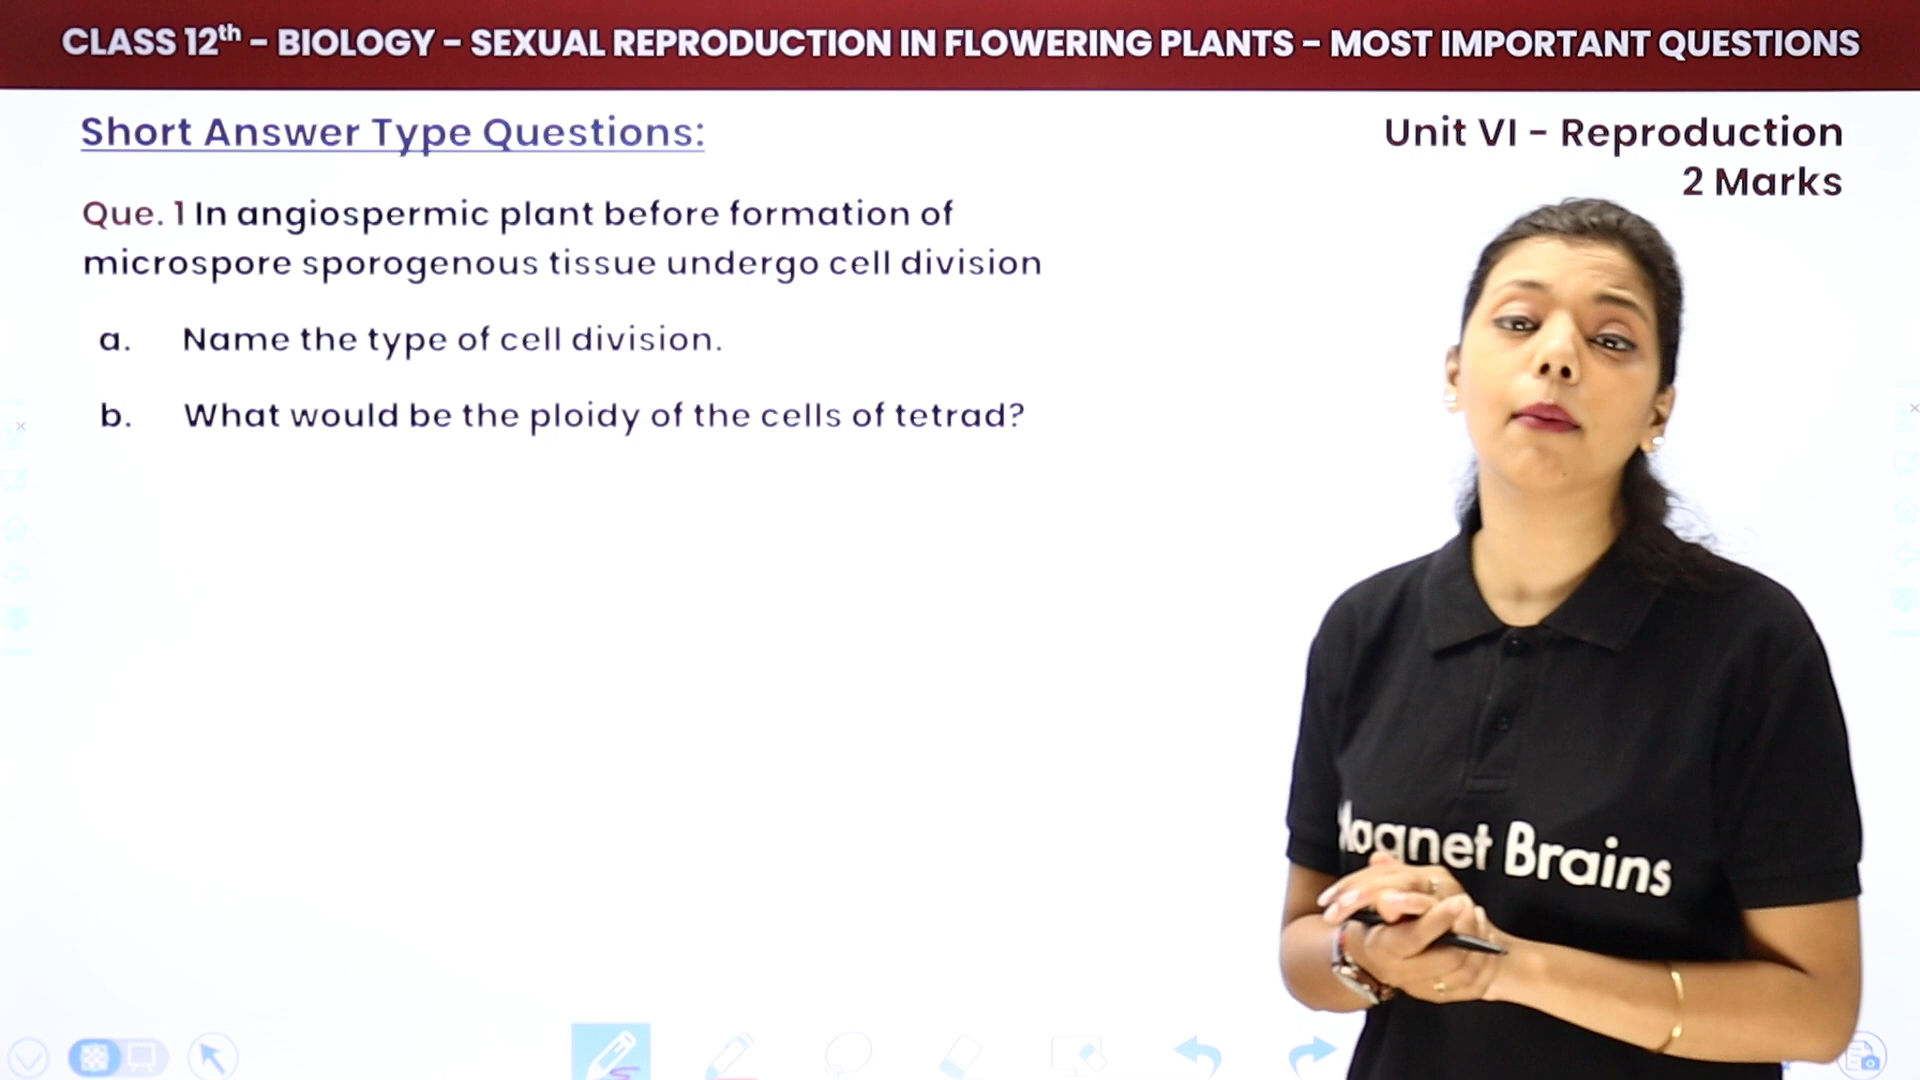 CLASS 12th – BIOLOGY – SEXUAL REPRODUCTION IN FLOWERING PLANTS – MOST IMPORTANT QUESTIONS
Short Answer Type Questions:
Unit VI – Reproduction
2 Marks
Que. 1 In angiospermic plant before formation of
microspore sporogenous tissue undergo cell division
a. Name the type of cell division.
b. What would be the ploidy of the cells of tetrad?
Magnet Brains